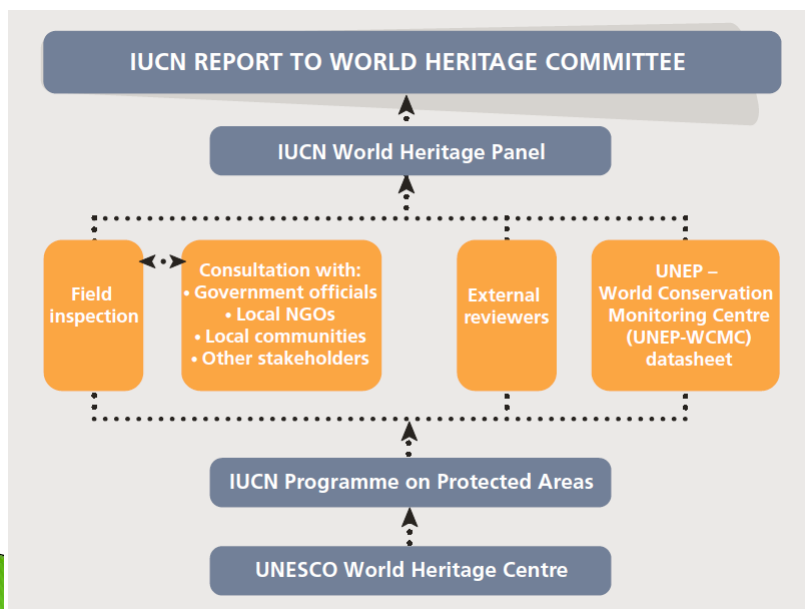 IUCN REPORT TO WORLD HERITAGE COMMITTEE
IUCN World Heritage Panel
Field
inspection
Consultation with:
• Government officials
• Local NGOs
• Local communities
• Other stakeholders
External
reviewers
UNEP –
World Conservation
Monitoring Centre
(UNEP-WCMC)
datasheet
IUCN Programme on Protected Areas
UNESCO World Heritage Centre